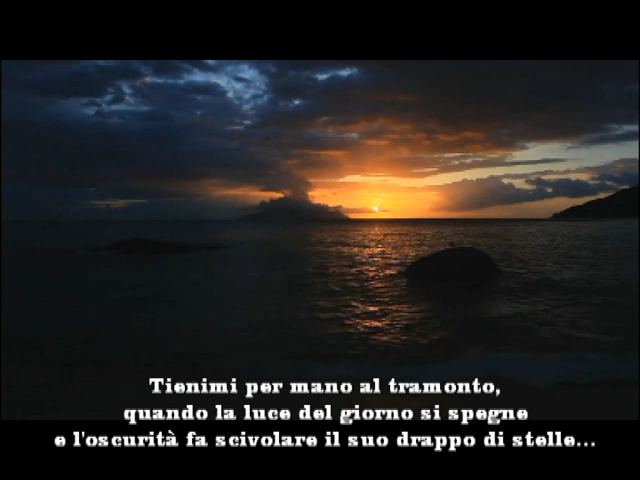 Tienimi per mano al tramonto,
quando la luce del giorno si spegne
e l'oscurità fa scivolare il suo drappo di stelle...